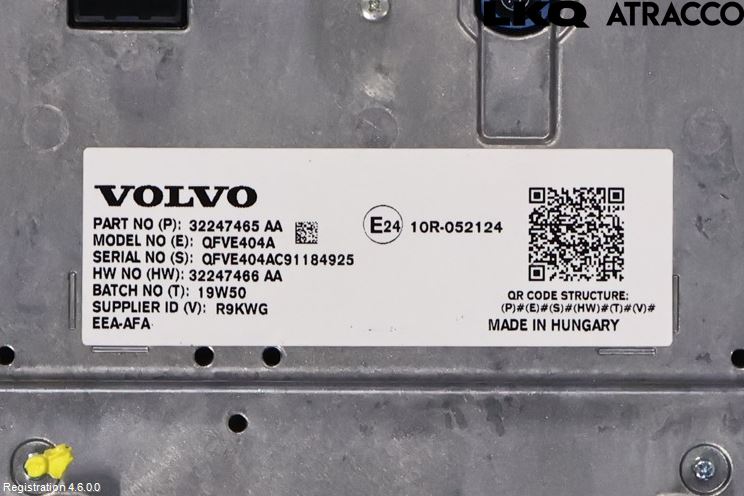 LKQ ATRACCO
VOLVO
PART NO (P): 32247465 AA
MODEL NO (E): QFVE404A
SERIAL NO (S): QFVE404AC91184925
HW NO (HW): 32247466 AA
BATCH NO (T): 19W50
SUPPLIER ID (V): R9KWG
EEA-AFA
E24 10R-052124
QR CODE STRUCTURE:
(P)#(E)#(S)#(HW)#(T)#(V)#
MADE IN HUNGARY
Registration 4.6.0.0